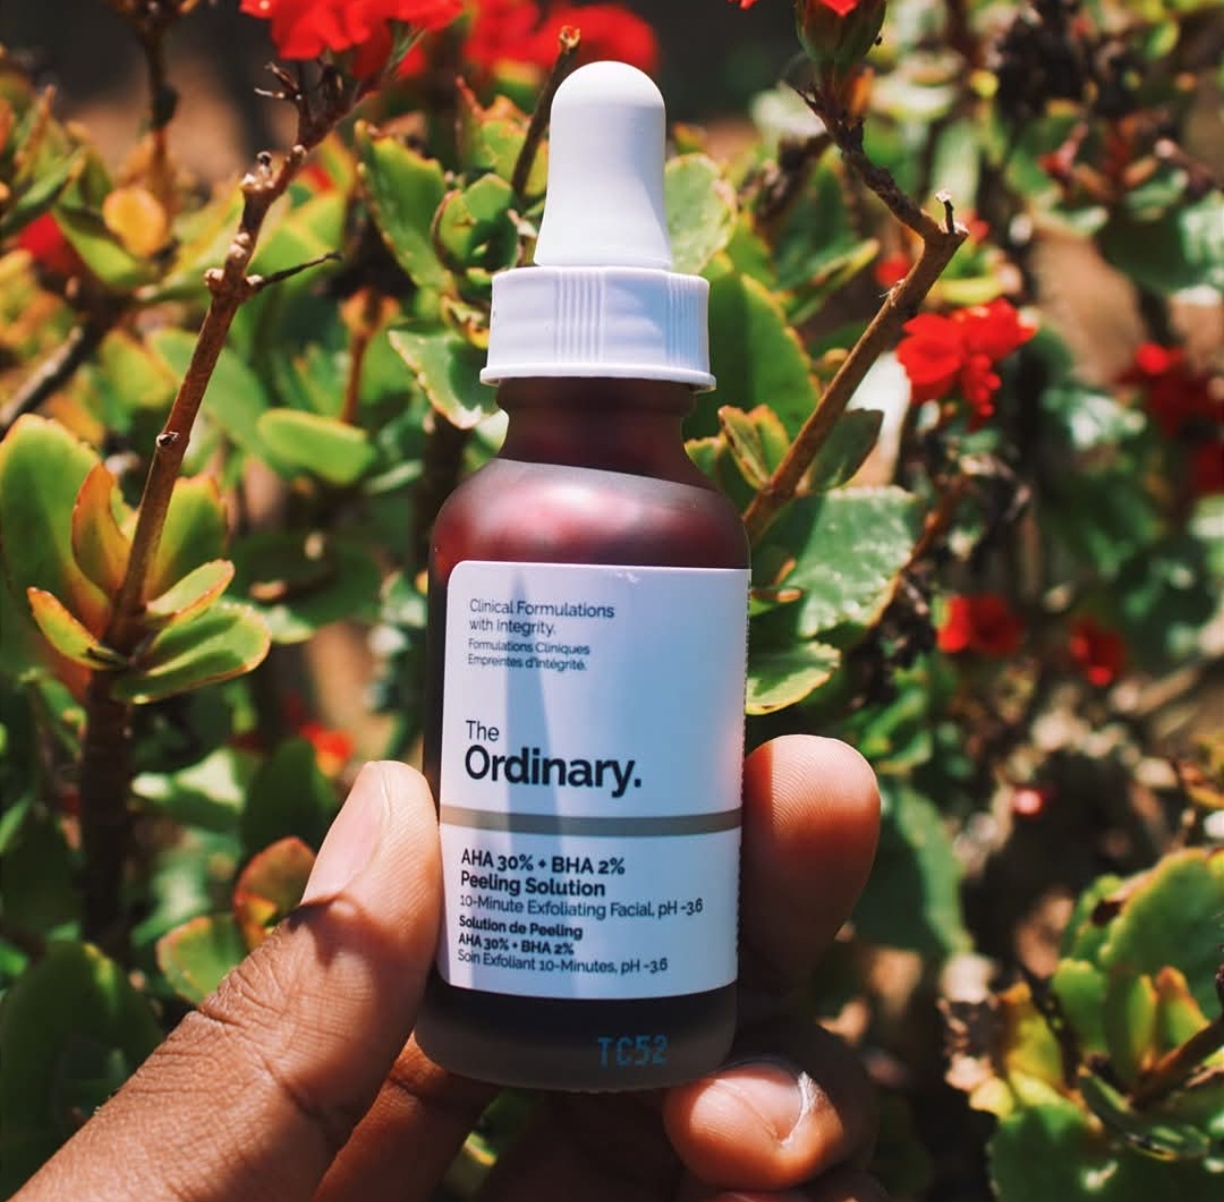 Clinical Formulations
with Integrity.
Formulations Cliniques
Empreintes d'Intégrité.
The
Ordinary.
AHA 30% + BHA 2%
Peeling Solution
10-Minute Exfoliating Facial, pH ~3.6
Solution de Peeling
AHA 30% + BHA 2%
Soin Exfoliant 10-Minutes, pH ~3.6
TC52